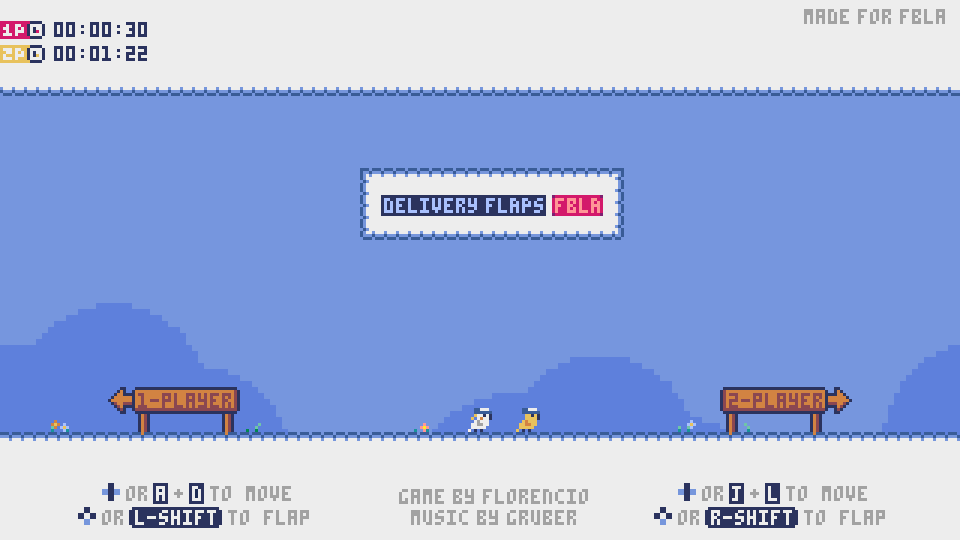 1P 00:00:30
MADE FOR FBLA
2P 00:01:22
DELIVERY FLAPS FBLA
1-PLAYER
2-PLAYER
OR A + D TO MOVE
OR L-SHIFT TO FLAP
GAME BY FLORENCIO
MUSIC BY GRUBER
OR J + L TO MOVE
OR R-SHIFT TO FLAP